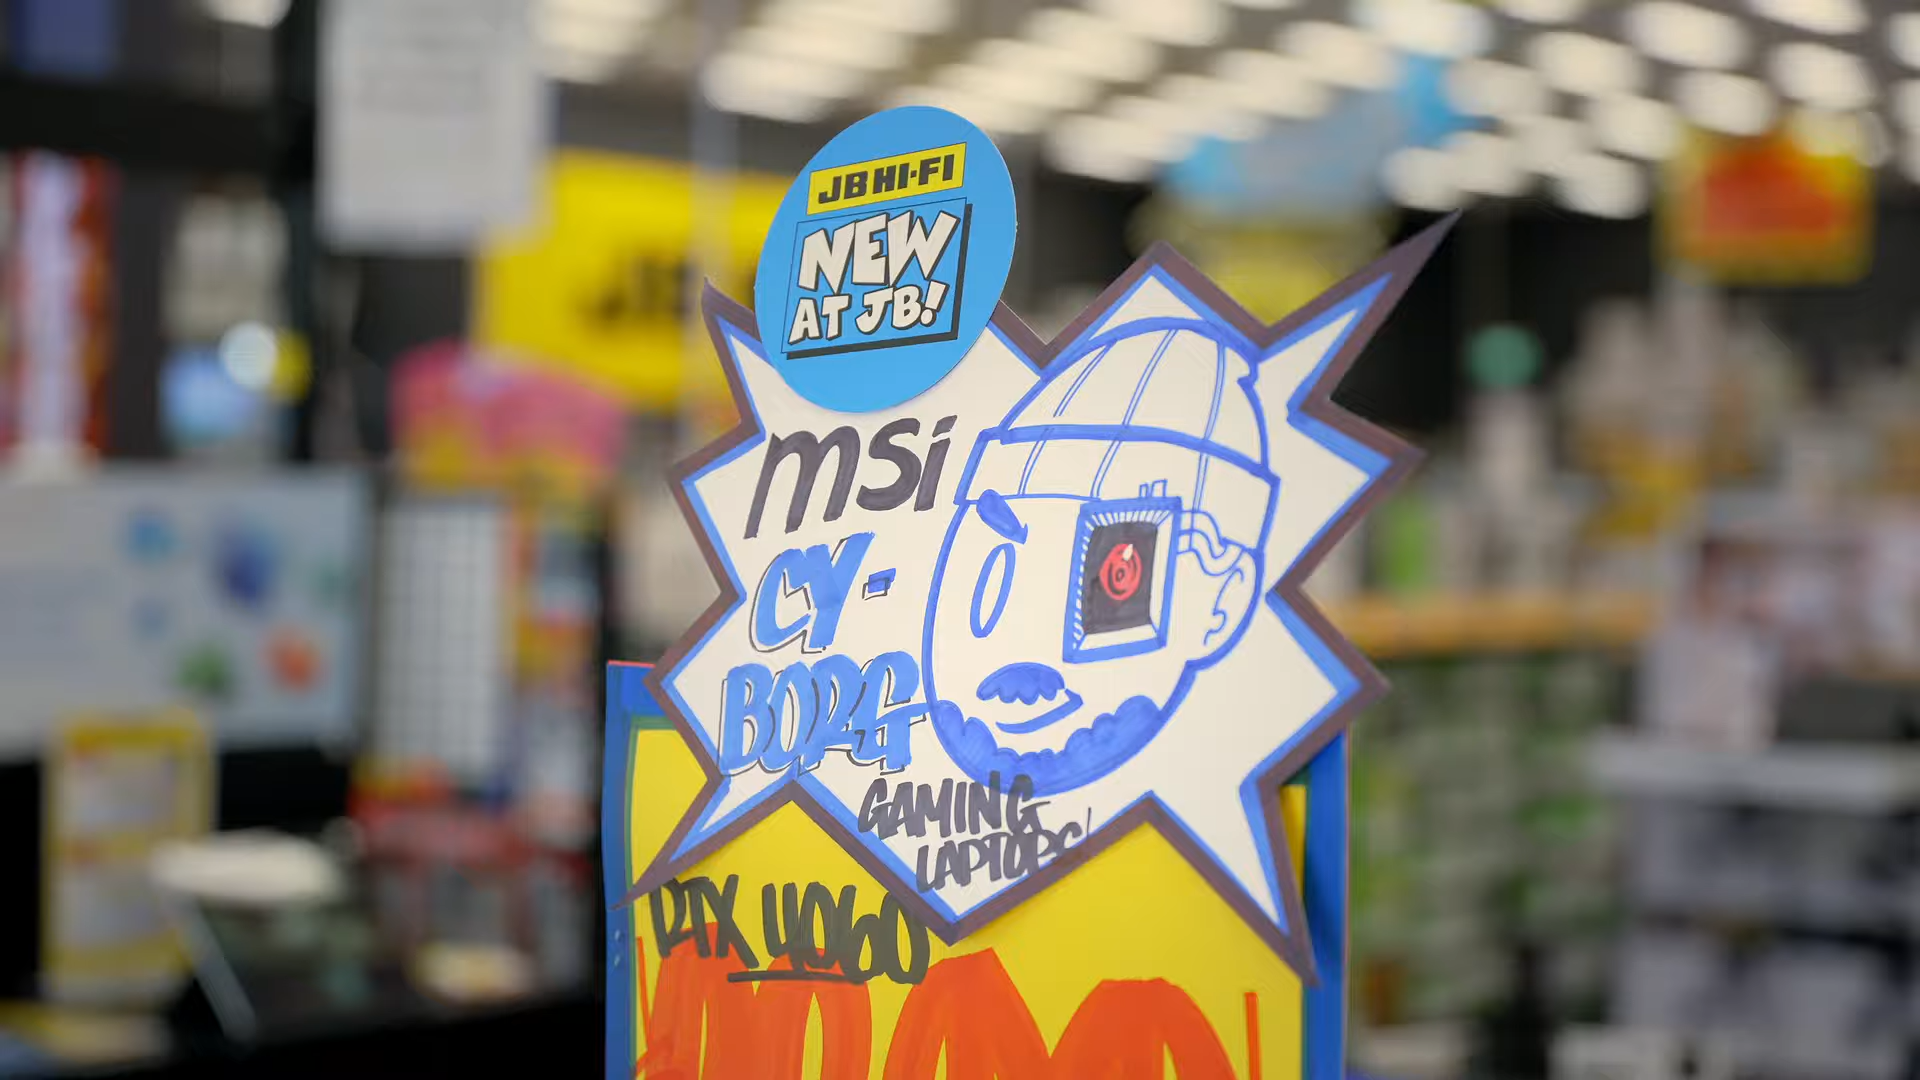 JB HI-FI
NEW
AT JB!
msi
CY-
BORG
GAMING
LAPTOPS!
RTX 4060